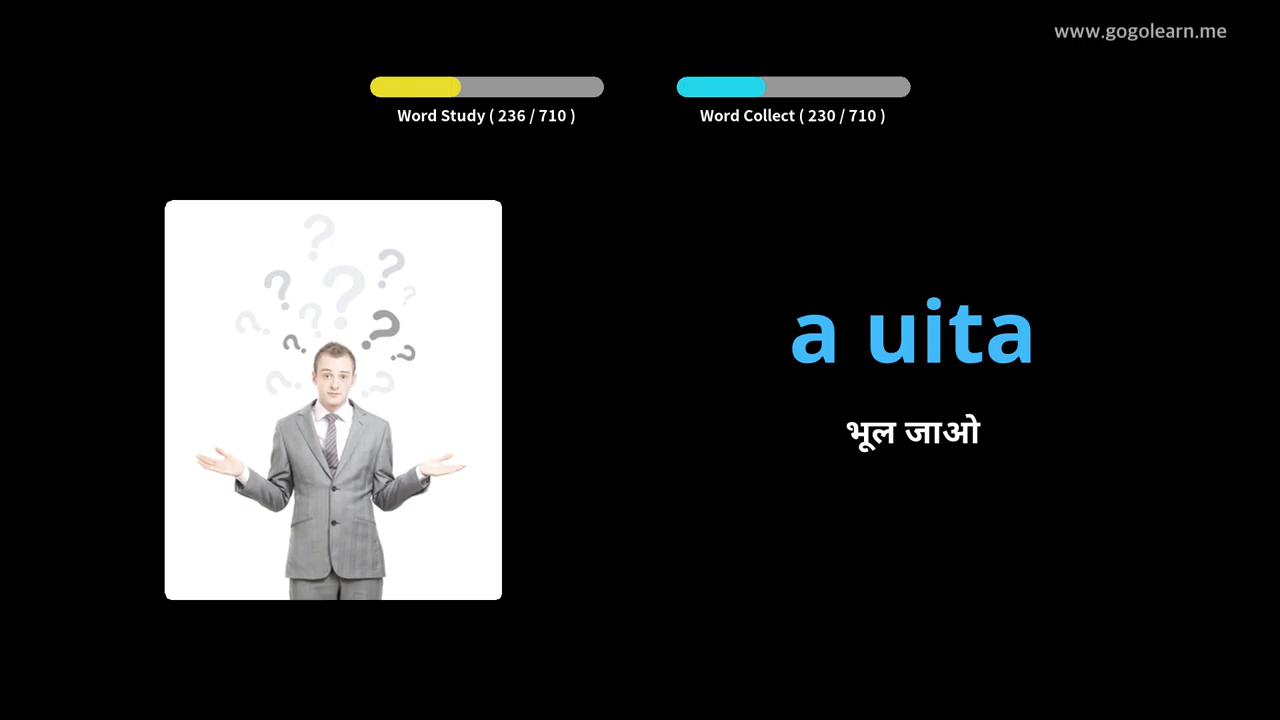 www.gogolearn.me
Word Study ( 236 / 710 )
Word Collect ( 230 / 710 )
a uita
भूल जाओ